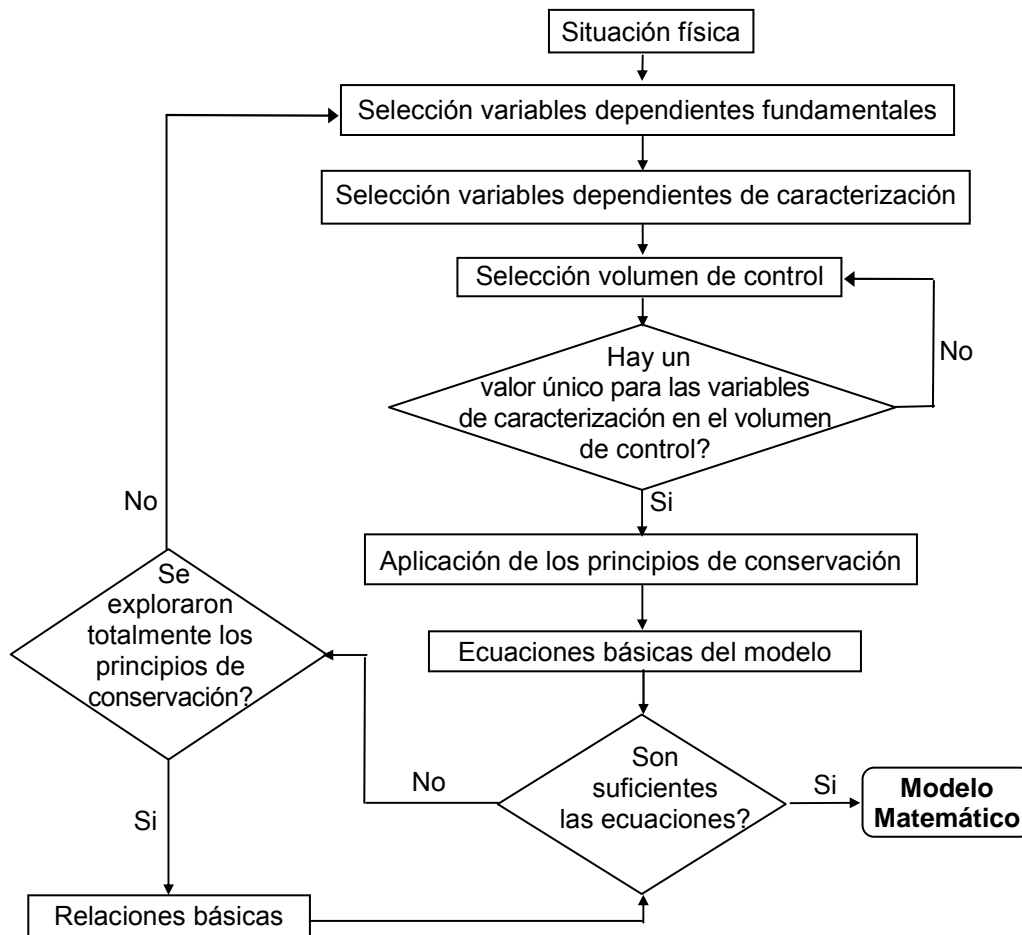 Situación física
Selección variables dependientes fundamentales
Selección variables dependientes de caracterización
Selección volumen de control
Hay un
valor único para las variables
de caracterización en el volumen
de control?
No
Si
No
Aplicación de los principios de conservación
Ecuaciones básicas del modelo
Se
exploraron
totalmente los
principios de
conservación?
Son
suficientes
las ecuaciones?
No
Si
Modelo
Matemático
Si
Relaciones básicas